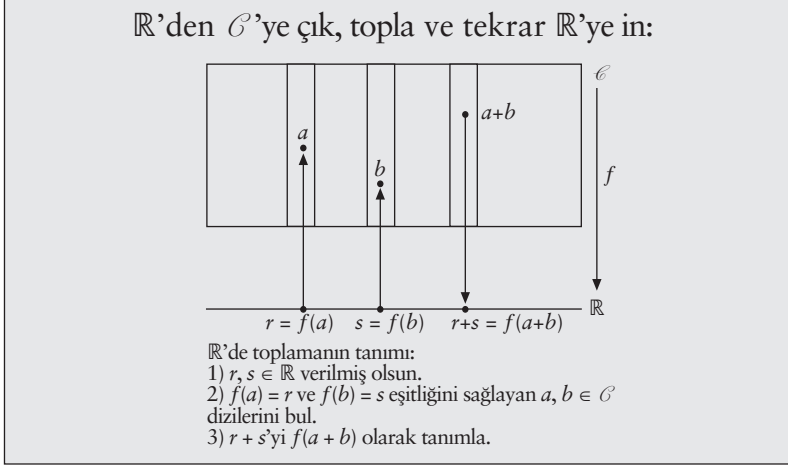 ℝ’den 𝒞’ye çık, topla ve tekrar ℝ’ye in:
𝒞
a+b
a
b
f
ℝ
r = f(a) s = f(b) r+s = f(a+b)
ℝ’de toplamanın tanımı:
1) r, s ∈ ℝ verilmiş olsun.
2) f(a) = r ve f(b) = s eşitliğini sağlayan a, b ∈ 𝒞
dizilerini bul.
3) r + s’yi f(a + b) olarak tanımla.